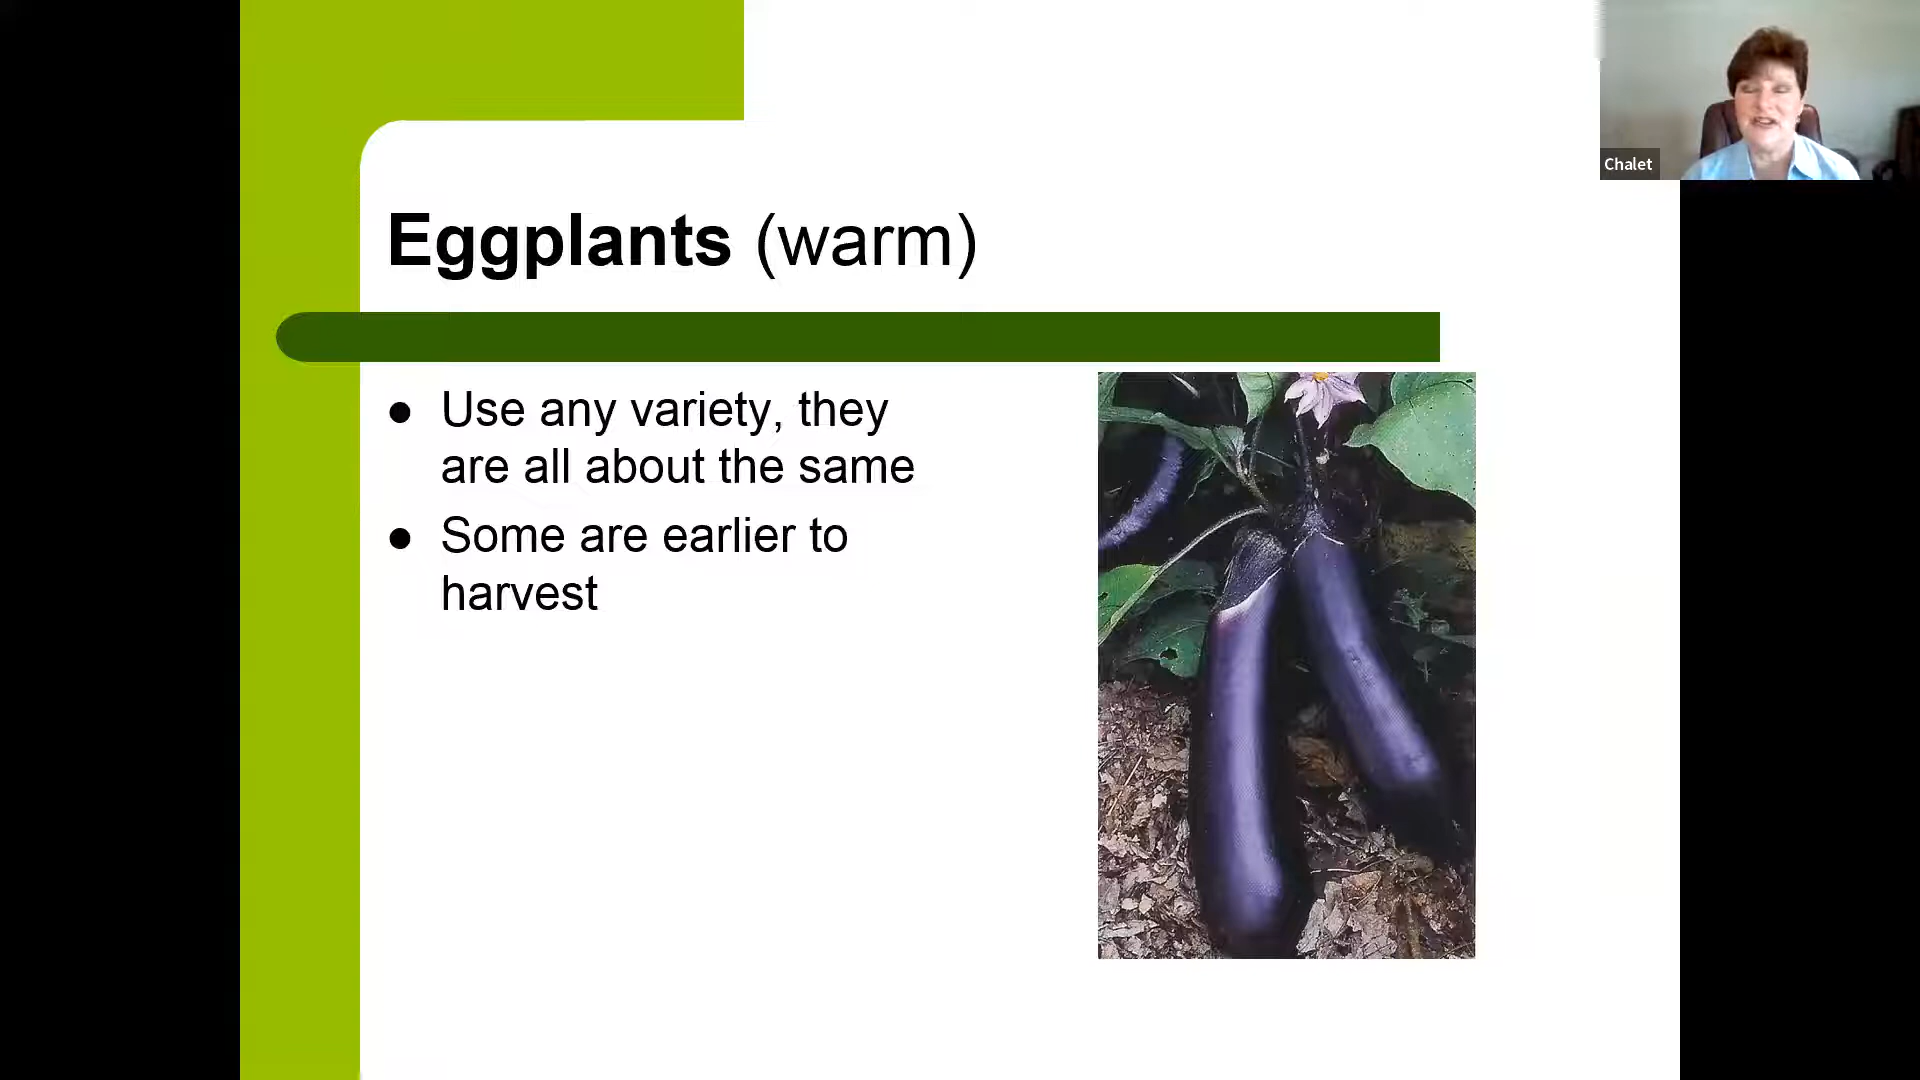 Chalet
Eggplants (warm)
● Use any variety, they
are all about the same
● Some are earlier to
harvest